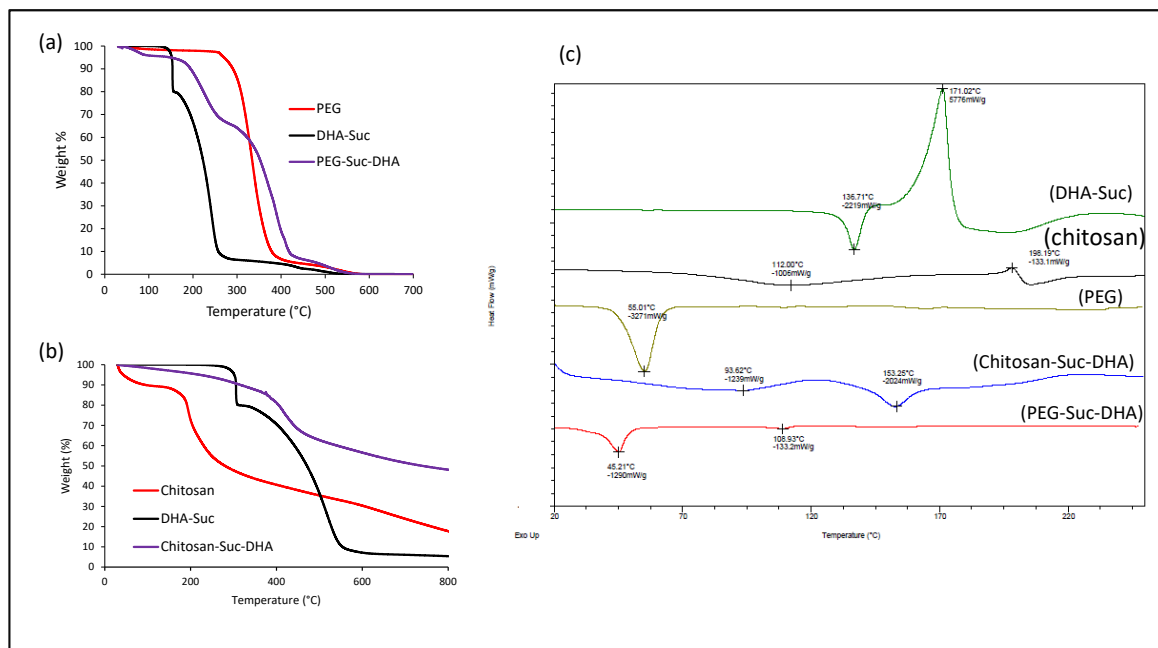 (a)
100
90
80
70
60
50
40
30
20
10
0
Weight %
PEG
DHA-Suc
PEG-Suc-DHA
0 100 200 300 400 500 600 700
Temperature (°C)
(b)
100
90
80
70
60
50
40
30
20
10
0
Weight (%)
Chitosan
DHA-Suc
Chitosan-Suc-DHA
0 200 400 600 800
Temperature (°C)
(c)
171.02°C
5776mW/g
136.71°C
-2219mW/g
(DHA-Suc)
(chitosan)
112.00°C
-1006mW/g
198.19°C
-133.1mW/g
(PEG)
55.01°C
-3271mW/g
(Chitosan-Suc-DHA)
93.62°C
-1239mW/g
153.25°C
-2024mW/g
(PEG-Suc-DHA)
108.93°C
-133.2mW/g
45.21°C
-1290mW/g
Heat Flow (mW/g)
20 70 120 170 220
Exo Up
Temperature (°C)